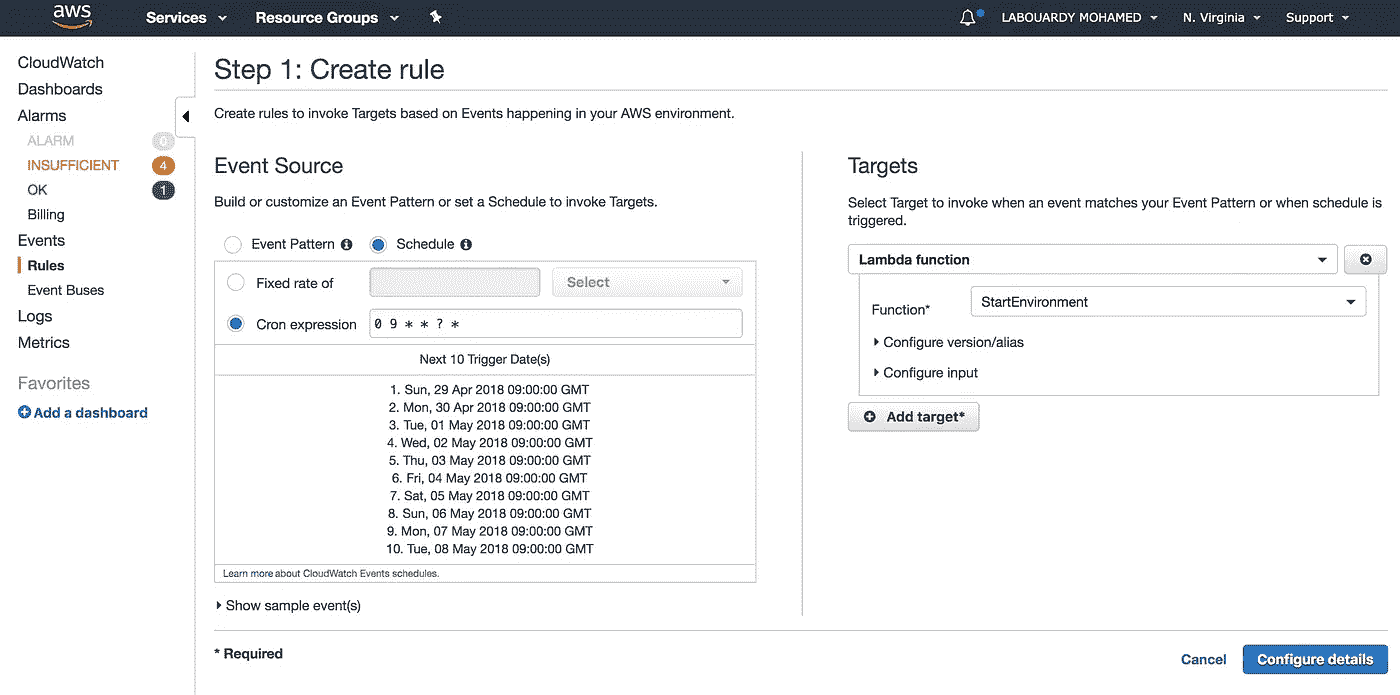 aws
Services
Resource Groups
LABOUARDY MOHAMED
N. Virginia
Support
CloudWatch
Dashboards
Alarms
ALARM 0
INSUFFICIENT 4
OK 1
Billing
Events
Rules
Event Buses
Logs
Metrics
Favorites
Add a dashboard
Step 1: Create rule
Create rules to invoke Targets based on Events happening in your AWS environment.
Event Source
Build or customize an Event Pattern or set a Schedule to invoke Targets.
Event Pattern
Schedule
Fixed rate of
Select
Cron expression
0 9 * * ? *
Next 10 Trigger Date(s)
1. Sun, 29 Apr 2018 09:00:00 GMT
2. Mon, 30 Apr 2018 09:00:00 GMT
3. Tue, 01 May 2018 09:00:00 GMT
4. Wed, 02 May 2018 09:00:00 GMT
5. Thu, 03 May 2018 09:00:00 GMT
6. Fri, 04 May 2018 09:00:00 GMT
7. Sat, 05 May 2018 09:00:00 GMT
8. Sun, 06 May 2018 09:00:00 GMT
9. Mon, 07 May 2018 09:00:00 GMT
10. Tue, 08 May 2018 09:00:00 GMT
Learn more about CloudWatch Events schedules.
Show sample event(s)
Targets
Select Target to invoke when an event matches your Event Pattern or when schedule is
triggered.
Lambda function
Function*
StartEnvironment
Configure version/alias
Configure input
Add target*
* Required
Cancel
Configure details